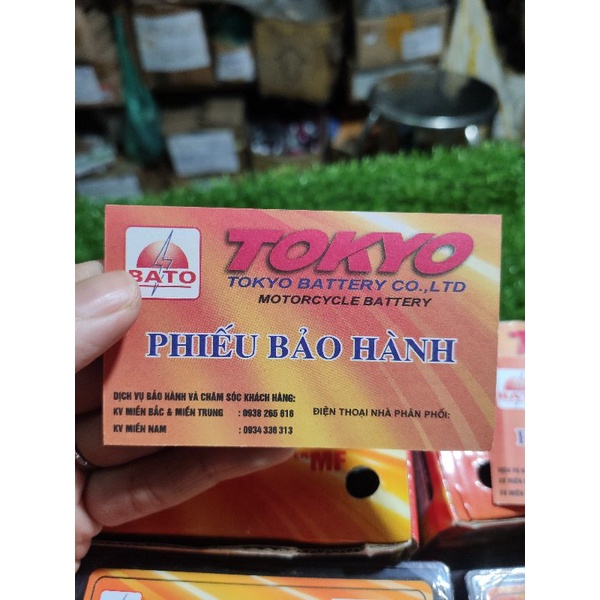 BATO
TOKYO
TOKYO BATTERY CO.,LTD
MOTORCYCLE BATTERY
PHIẾU BẢO HÀNH
DỊCH VỤ BẢO HÀNH VÀ CHĂM SÓC KHÁCH HÀNG:
KV MIỀN BẮC & MIỀN TRUNG : 0938 265 616
ĐIỆN THOẠI NHÀ PHÂN PHỐI:
KV MIỀN NAM : 0934 336 313
MF
BATO